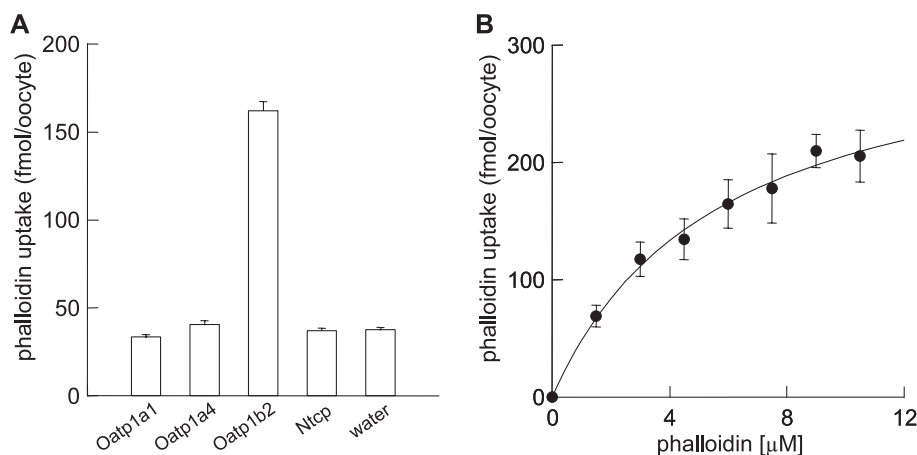 A
phalloidin uptake (fmol/oocyte)
200
150
100
50
0
Oatp1a1
Oatp1a4
Oatp1b2
Ntcp
water
B
phalloidin uptake (fmol/oocyte)
300
200
100
0
0 4 8 12
phalloidin [μM]